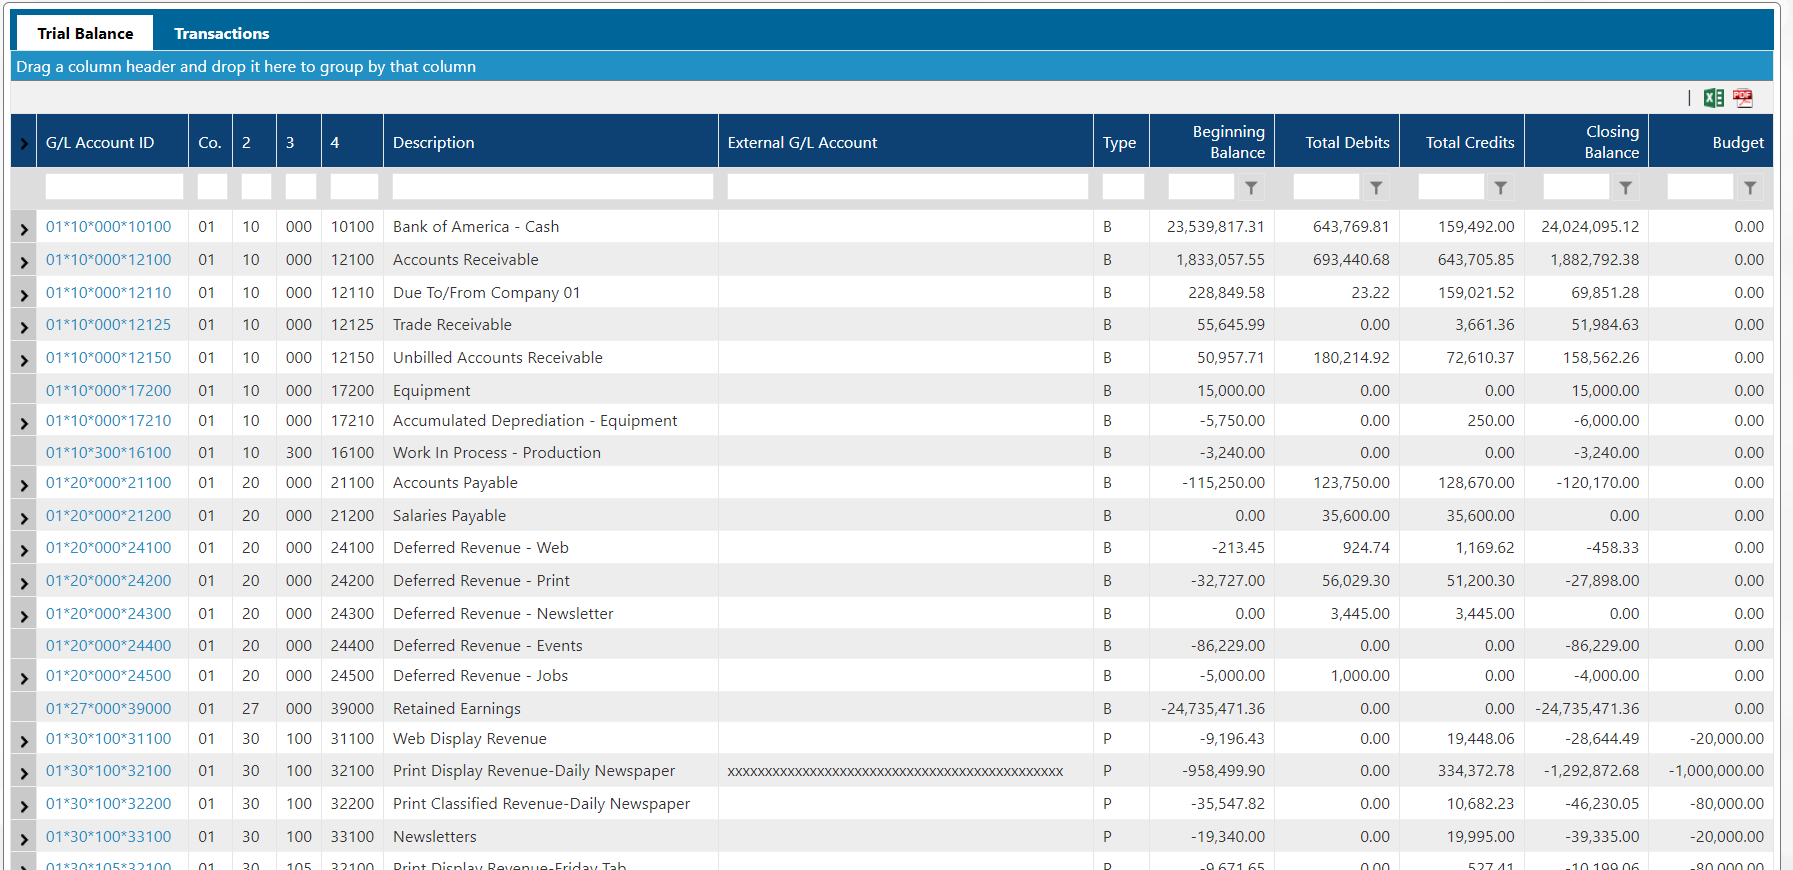 Trial Balance Transactions
Drag a column header and drop it here to group by that column
G/L Account ID Co. 2 3 4 Description External G/L Account Type Beginning Balance Total Debits Total Credits Closing Balance Budget
01*10*000*10100 01 10 000 10100 Bank of America - Cash B 23,539,817.31 643,769.81 159,492.00 24,024,095.12 0.00
01*10*000*12100 01 10 000 12100 Accounts Receivable B 1,833,057.55 693,440.68 643,705.85 1,882,792.38 0.00
01*10*000*12110 01 10 000 12110 Due To/From Company 01 B 228,849.58 23.22 159,021.52 69,851.28 0.00
01*10*000*12125 01 10 000 12125 Trade Receivable B 55,645.99 0.00 3,661.36 51,984.63 0.00
01*10*000*12150 01 10 000 12150 Unbilled Accounts Receivable B 50,957.71 180,214.92 72,610.37 158,562.26 0.00
01*10*000*17200 01 10 000 17200 Equipment B 15,000.00 0.00 0.00 15,000.00 0.00
01*10*000*17210 01 10 000 17210 Accumulated Deprediation - Equipment B -5,750.00 0.00 250.00 -6,000.00 0.00
01*10*300*16100 01 10 300 16100 Work In Process - Production B -3,240.00 0.00 0.00 -3,240.00 0.00
01*20*000*21100 01 20 000 21100 Accounts Payable B -115,250.00 123,750.00 128,670.00 -120,170.00 0.00
01*20*000*21200 01 20 000 21200 Salaries Payable B 0.00 35,600.00 35,600.00 0.00 0.00
01*20*000*24100 01 20 000 24100 Deferred Revenue - Web B -213.45 924.74 1,169.62 -458.33 0.00
01*20*000*24200 01 20 000 24200 Deferred Revenue - Print B -32,727.00 56,029.30 51,200.30 -27,898.00 0.00
01*20*000*24300 01 20 000 24300 Deferred Revenue - Newsletter B 0.00 3,445.00 3,445.00 0.00 0.00
01*20*000*24400 01 20 000 24400 Deferred Revenue - Events B -86,229.00 0.00 0.00 -86,229.00 0.00
01*20*000*24500 01 20 000 24500 Deferred Revenue - Jobs B -5,000.00 1,000.00 0.00 -4,000.00 0.00
01*27*000*39000 01 27 000 39000 Retained Earnings B -24,735,471.36 0.00 0.00 -24,735,471.36 0.00
01*30*100*31100 01 30 100 31100 Web Display Revenue P -9,196.43 0.00 19,448.06 -28,644.49 -20,000.00
01*30*100*32100 01 30 100 32100 Print Display Revenue-Daily Newspaper xxxxxxxxxxxxxxxxxxxxxxxxxxxxxxxxxxxxxxxxxxxxx P -958,499.90 0.00 334,372.78 -1,292,872.68 -1,000,000.00
01*30*100*32200 01 30 100 32200 Print Classified Revenue-Daily Newspaper P -35,547.82 0.00 10,682.23 -46,230.05 -80,000.00
01*30*100*33100 01 30 100 33100 Newsletters P -19,340.00 0.00 19,995.00 -39,335.00 -20,000.00
01*30*105*32100 01 30 105 32100 Print Display Revenue-Friday Tab P -9,671.65 0.00 527.41 -10,199.06 -80,000.00